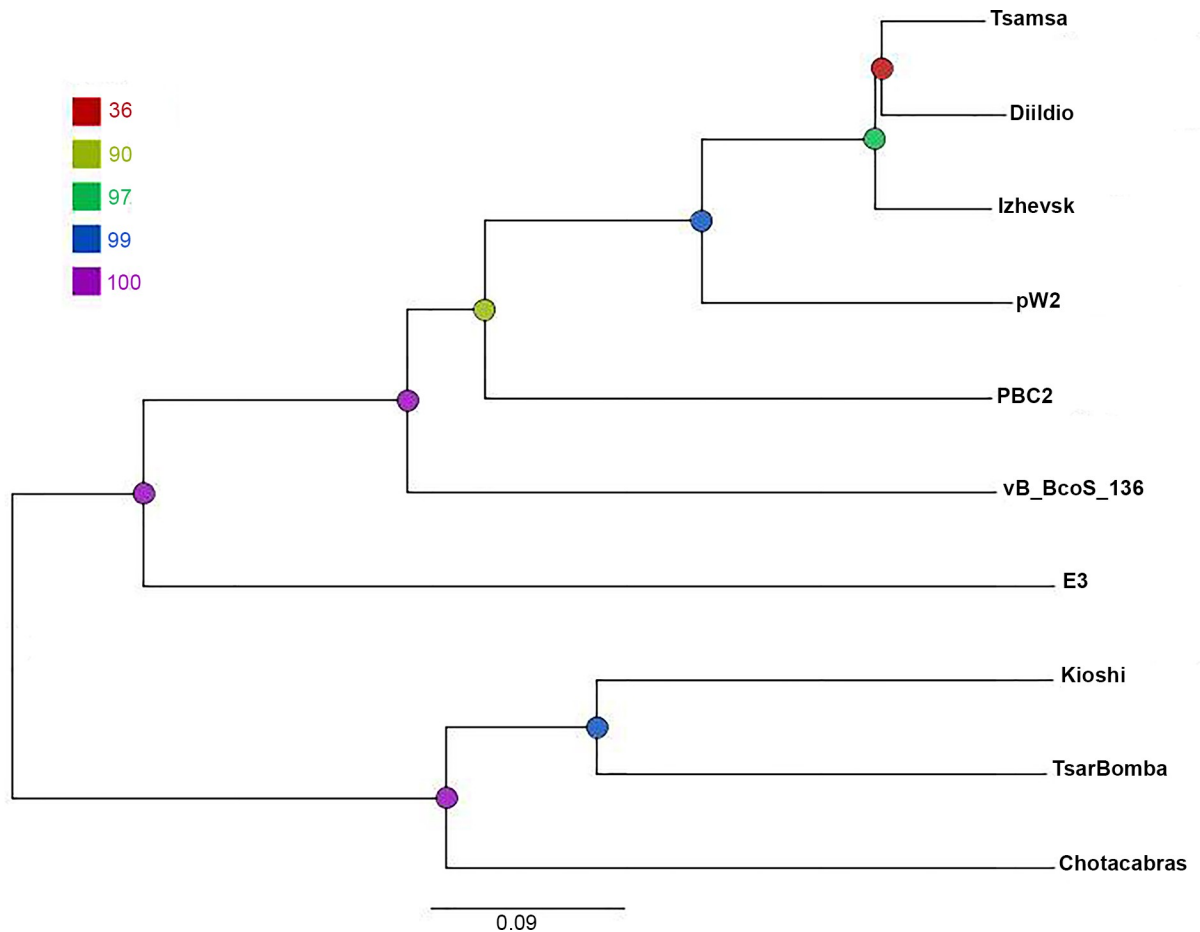 Tsamsa
36
Diildio
90
97
Izhevsk
99
100
pW2
PBC2
vB_BcoS_136
E3
Kioshi
TsarBomba
Chotacabras
0.09